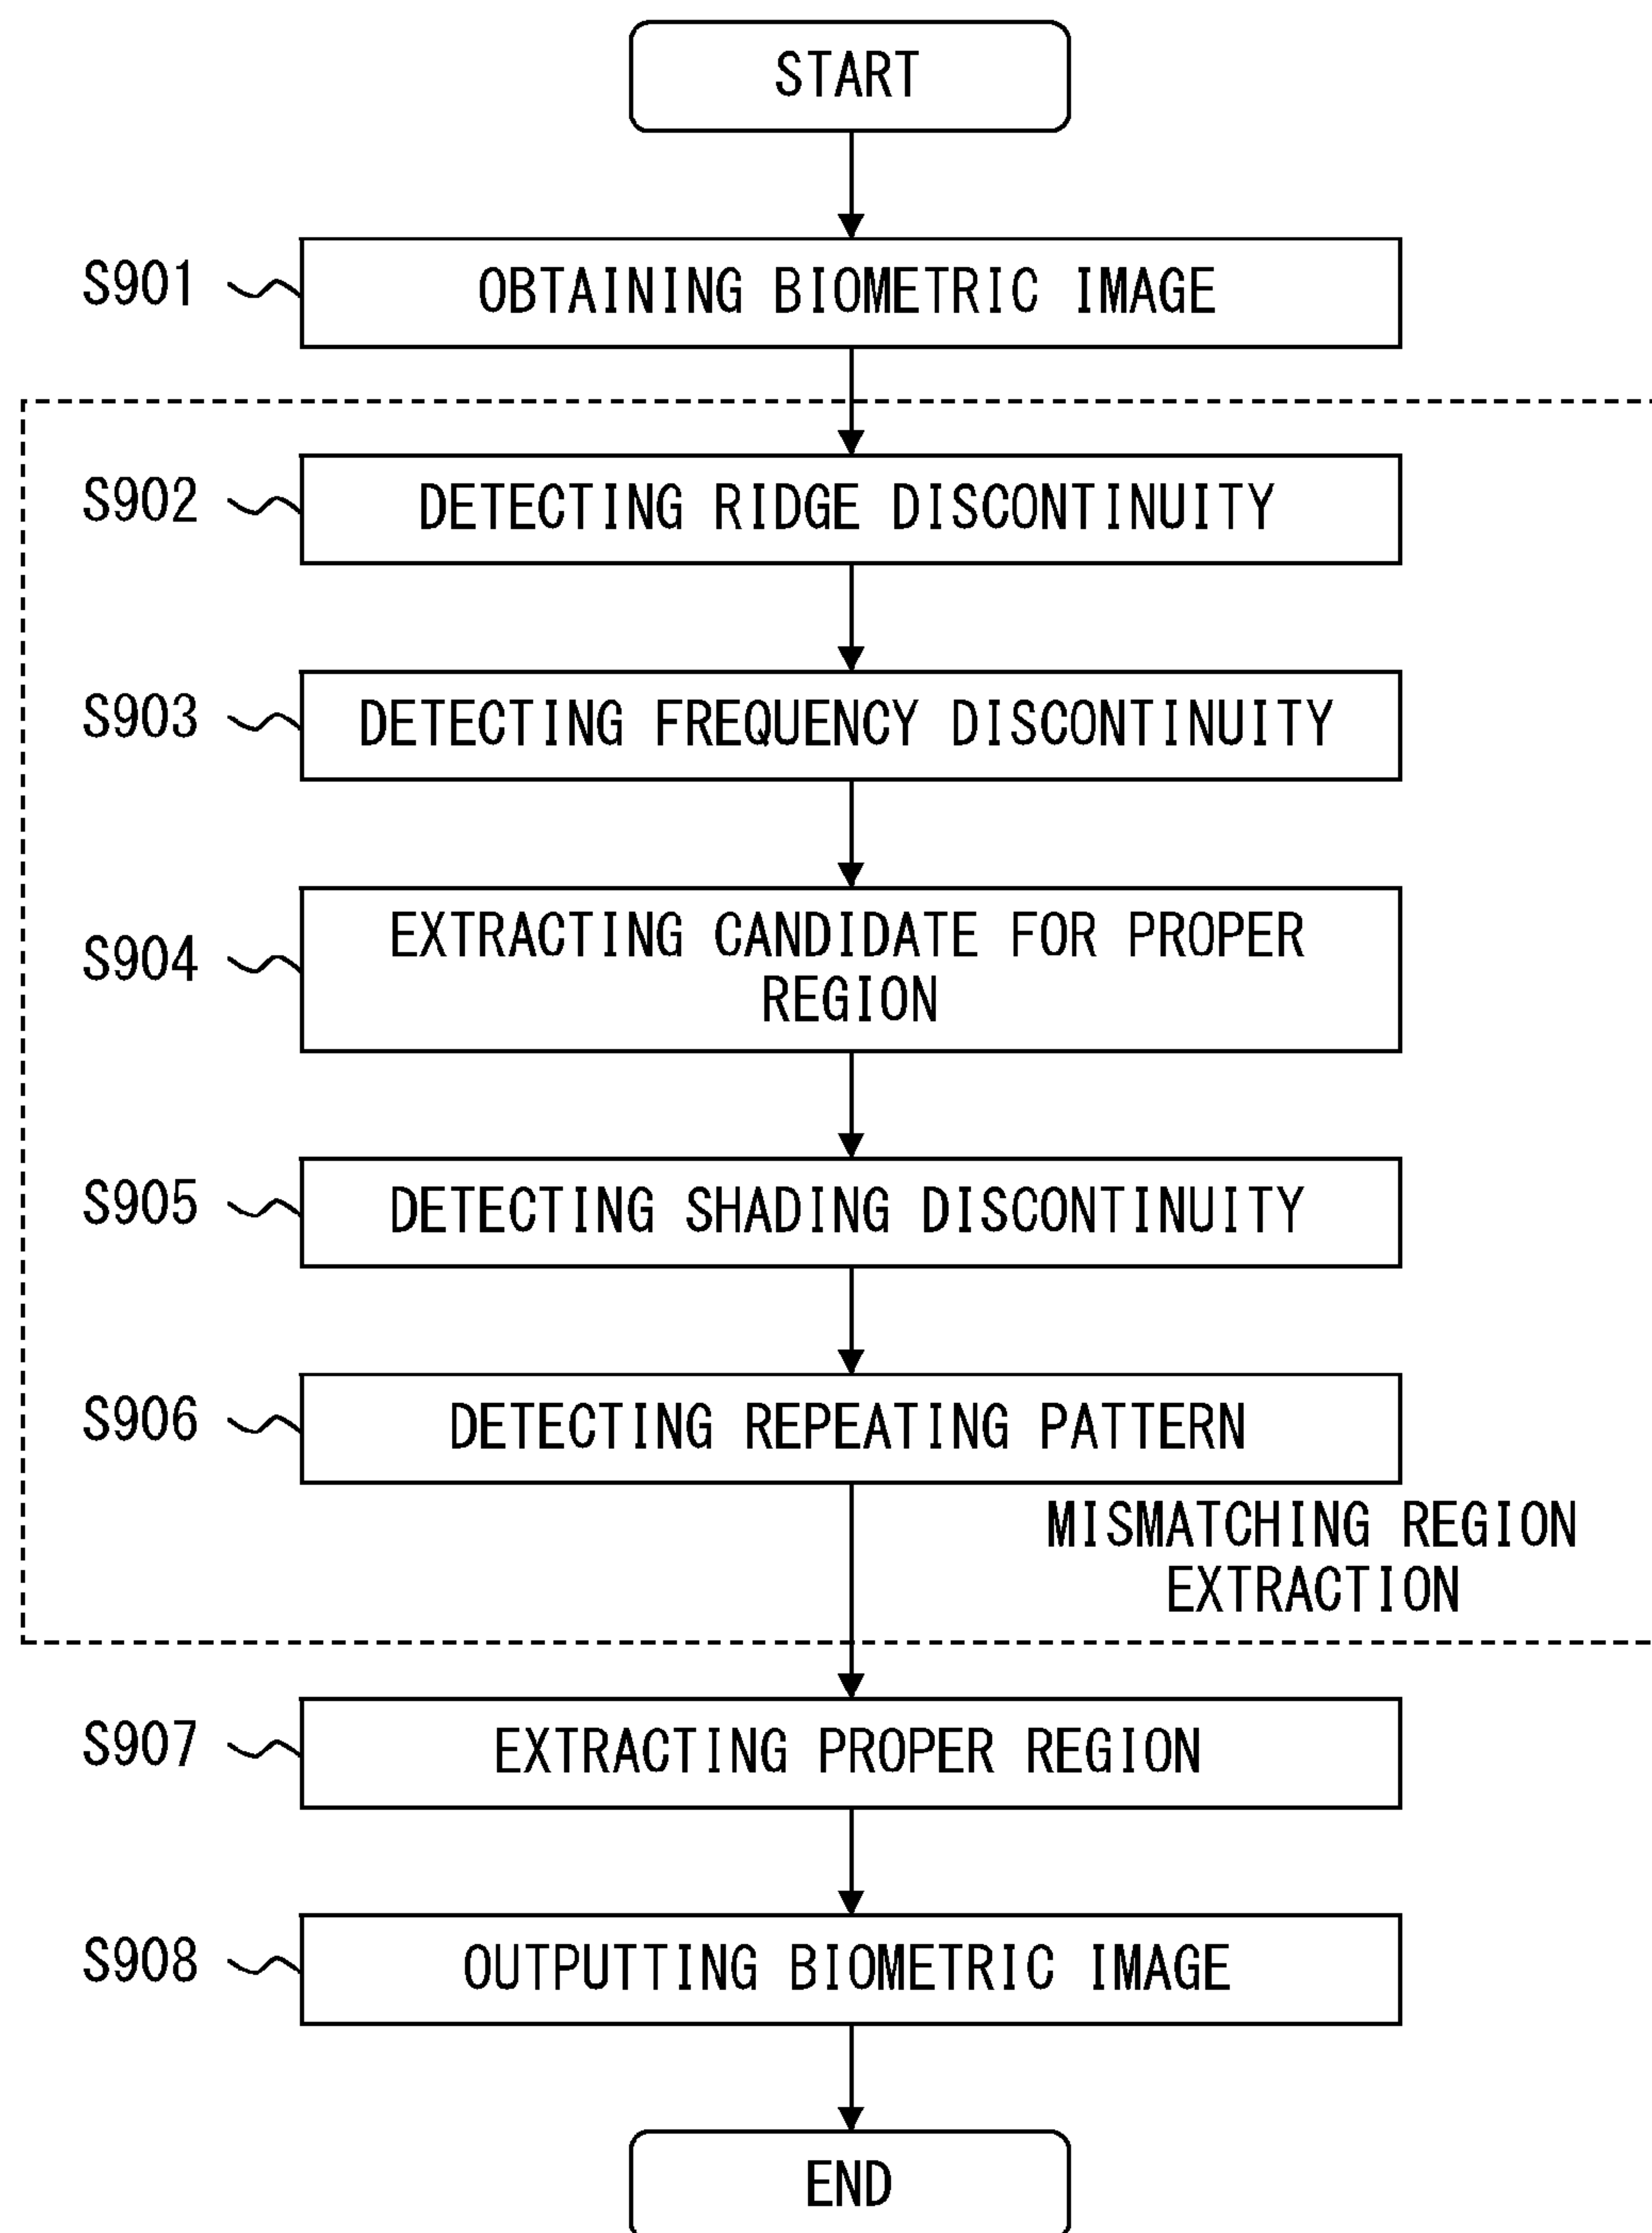 START
S901
OBTAINING BIOMETRIC IMAGE
S902
DETECTING RIDGE DISCONTINUITY
S903
DETECTING FREQUENCY DISCONTINUITY
S904
EXTRACTING CANDIDATE FOR PROPER
REGION
S905
DETECTING SHADING DISCONTINUITY
S906
DETECTING REPEATING PATTERN
MISMATCHING REGION
EXTRACTION
S907
EXTRACTING PROPER REGION
S908
OUTPUTTING BIOMETRIC IMAGE
END